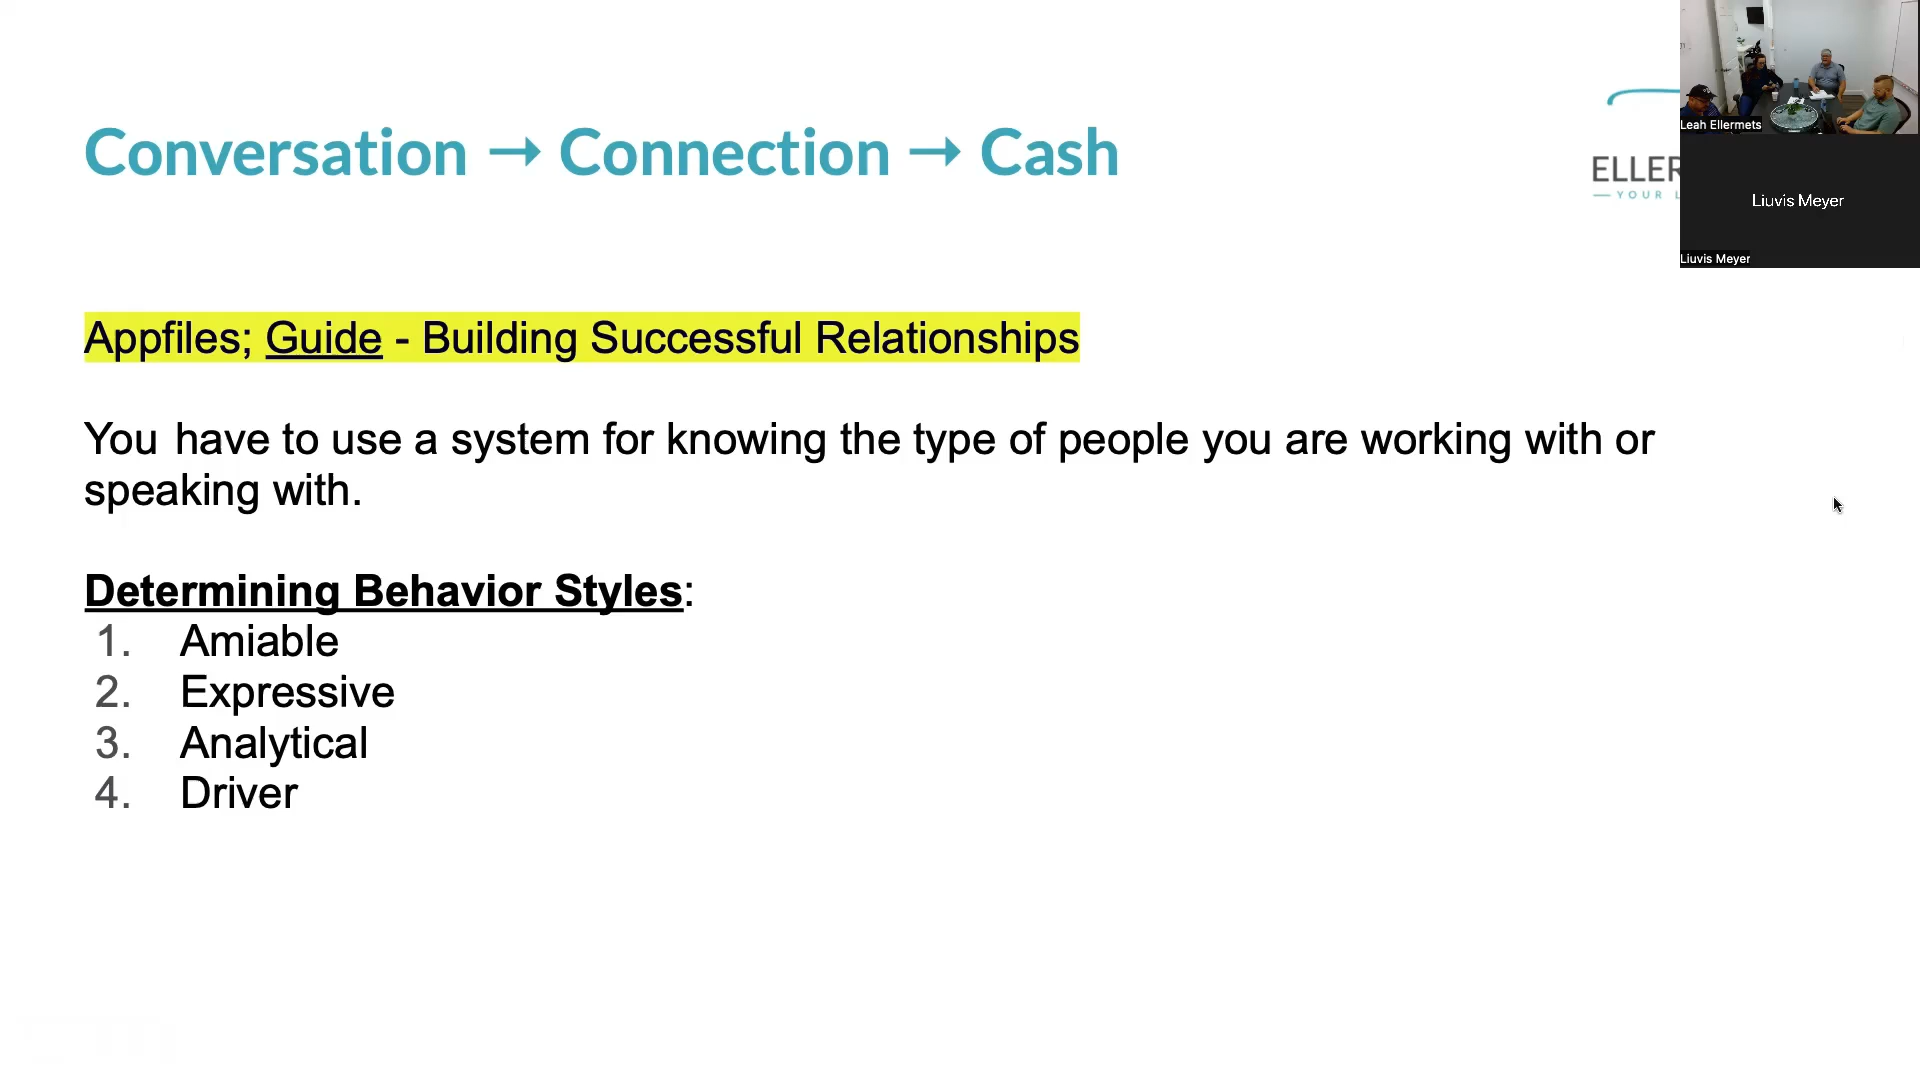 Conversation → Connection → Cash
ELLER
YOUR
Leah Ellermets
Liuvis Meyer
Liuvis Meyer
Appfiles; Guide - Building Successful Relationships
You have to use a system for knowing the type of people you are working with or
speaking with.
Determining Behavior Styles:
1. Amiable
2. Expressive
3. Analytical
4. Driver